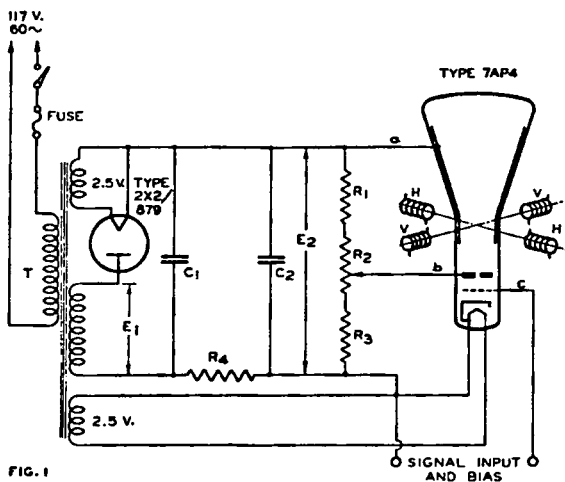 117 V.
60~
FUSE
TYPE 7AP4
a
2.5 V.
TYPE
2X2/
879
R1
H
V
V
H
E2
T
C1
C2
R2
b
c
E1
R3
R4
2.5 V.
FIG. 1
SIGNAL INPUT
AND BIAS